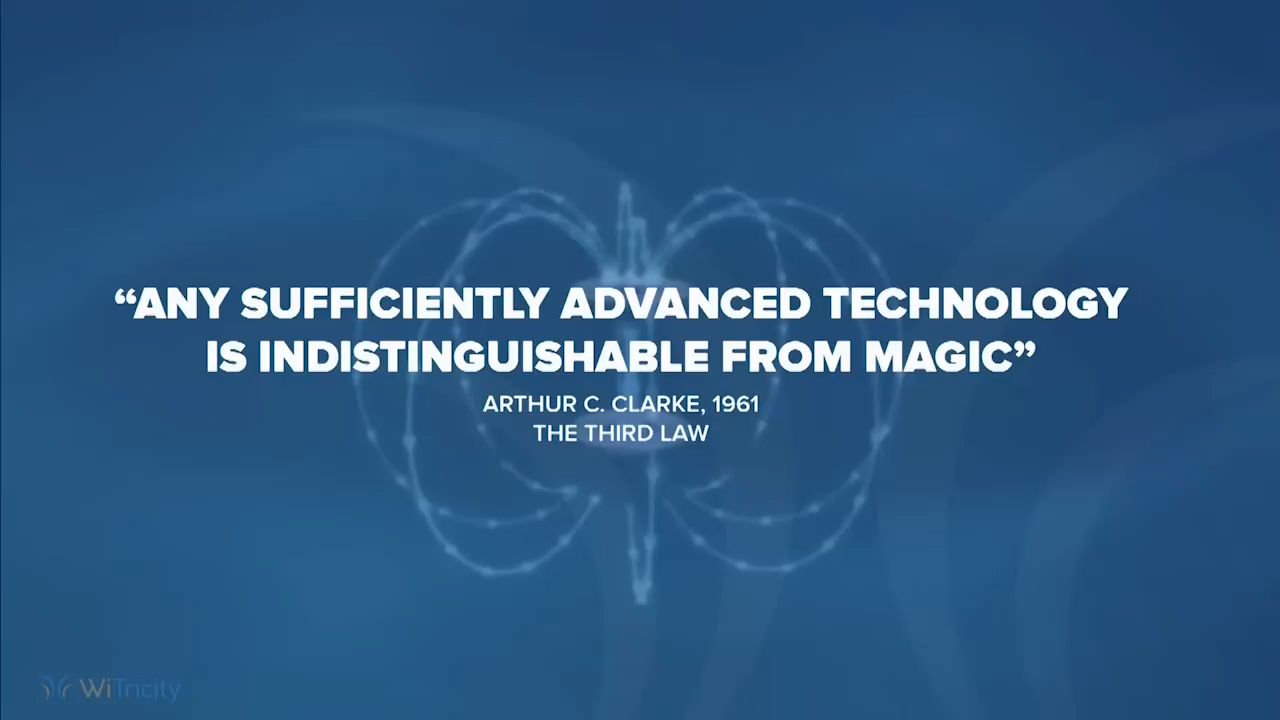 “ANY SUFFICIENTLY ADVANCED TECHNOLOGY
IS INDISTINGUISHABLE FROM MAGIC”
ARTHUR C. CLARKE, 1961
THE THIRD LAW
WiTricity